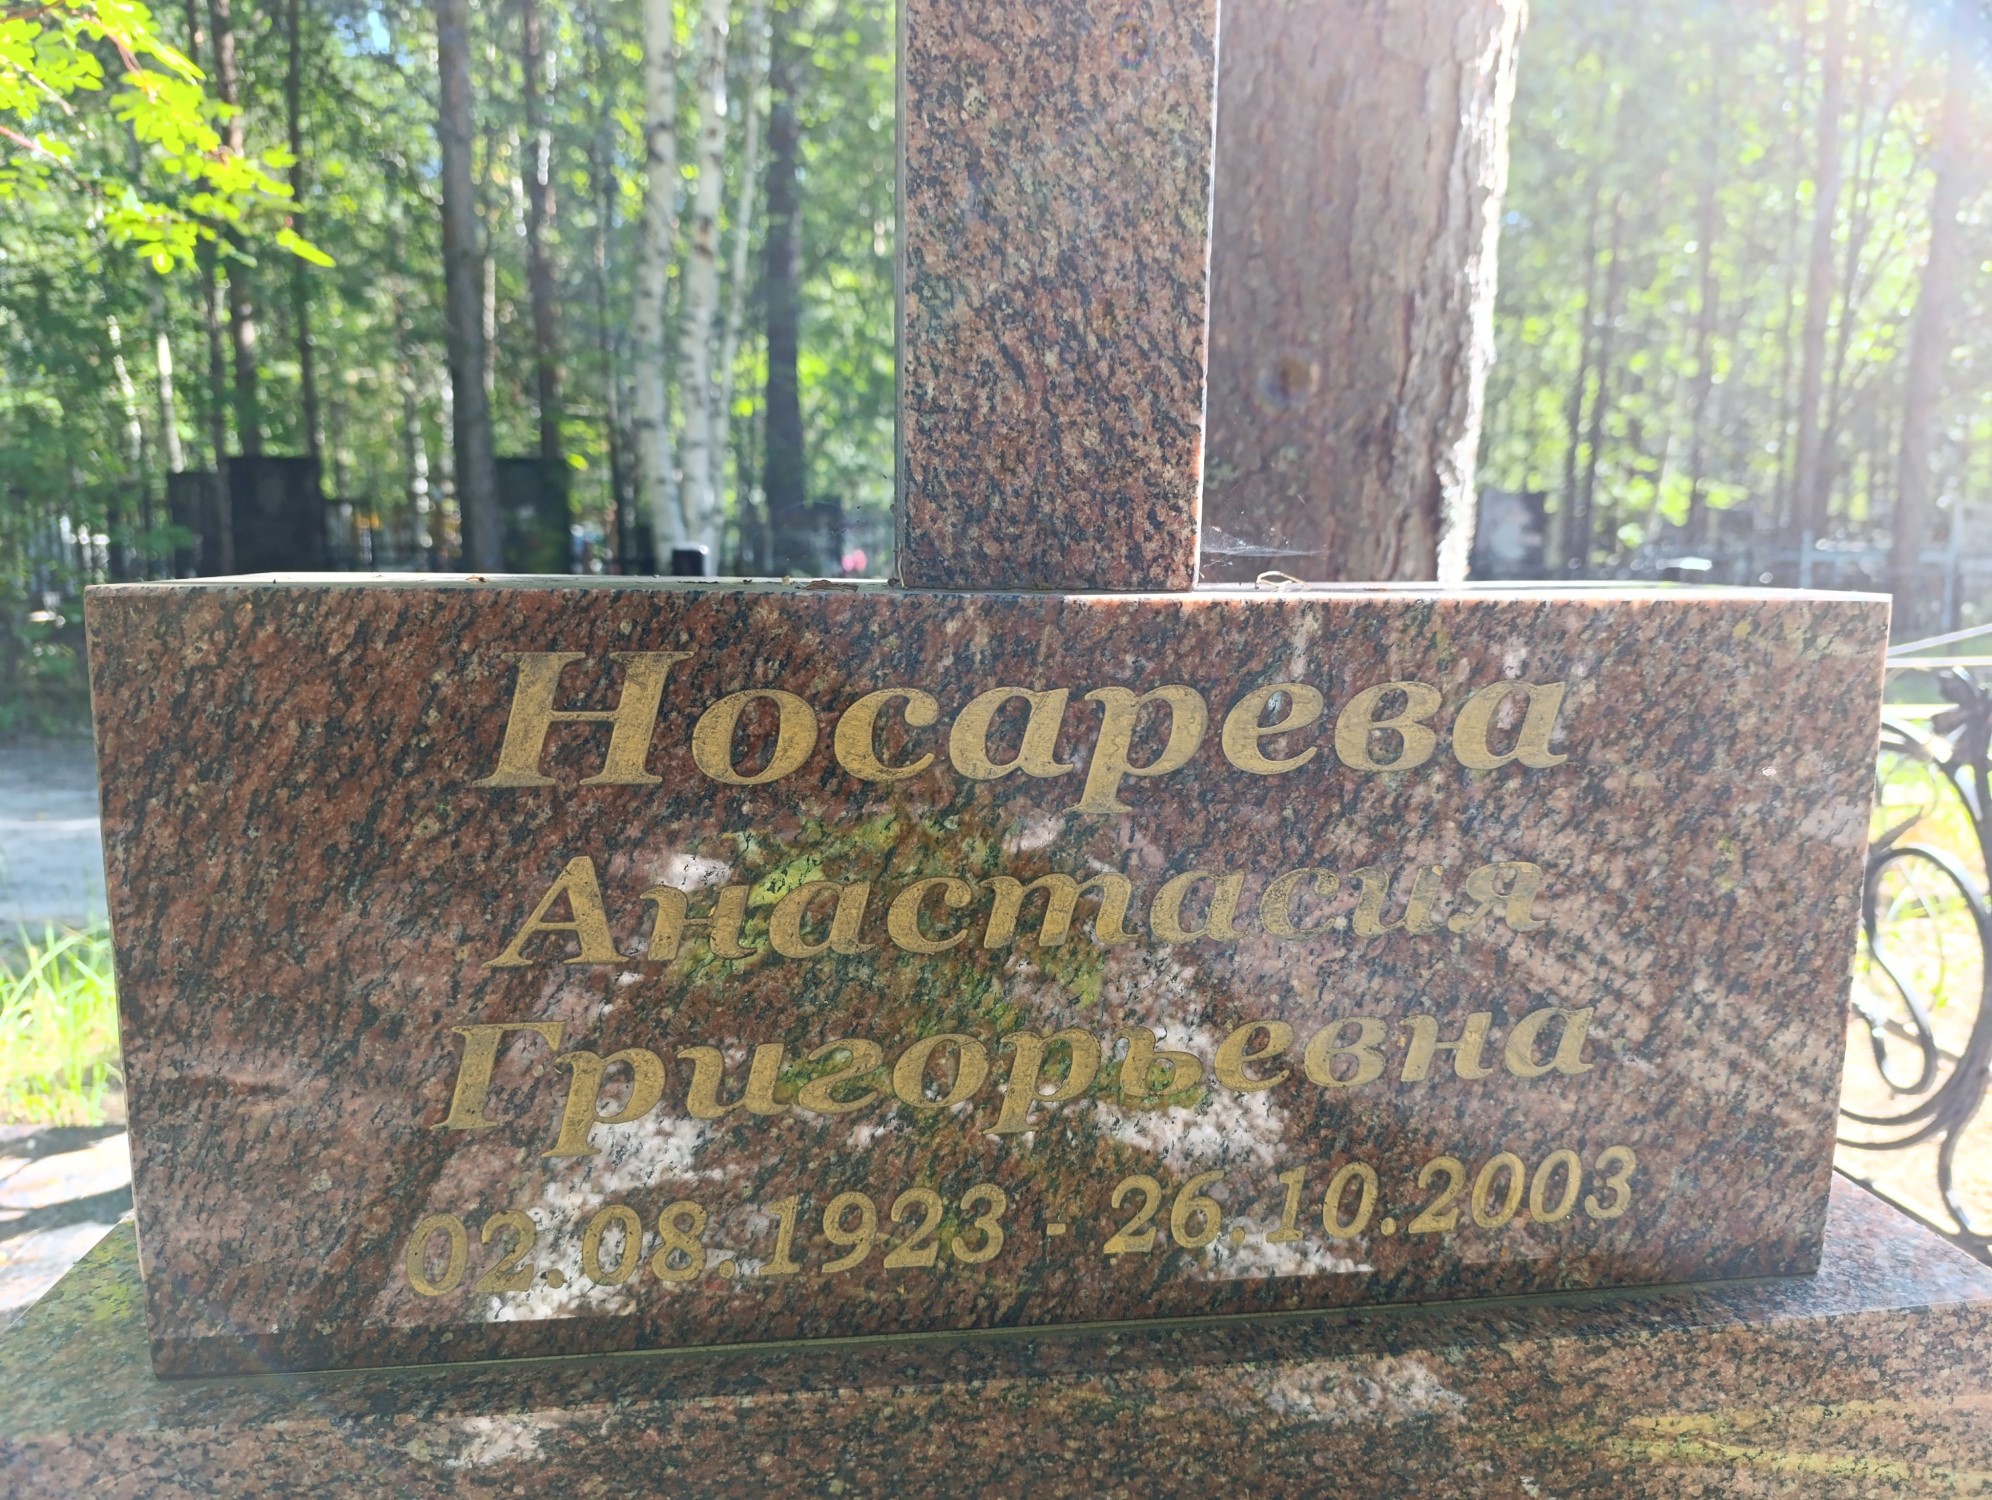 Носарева
Анастасия
Григорьевна
02.08.1923 - 26.10.2003